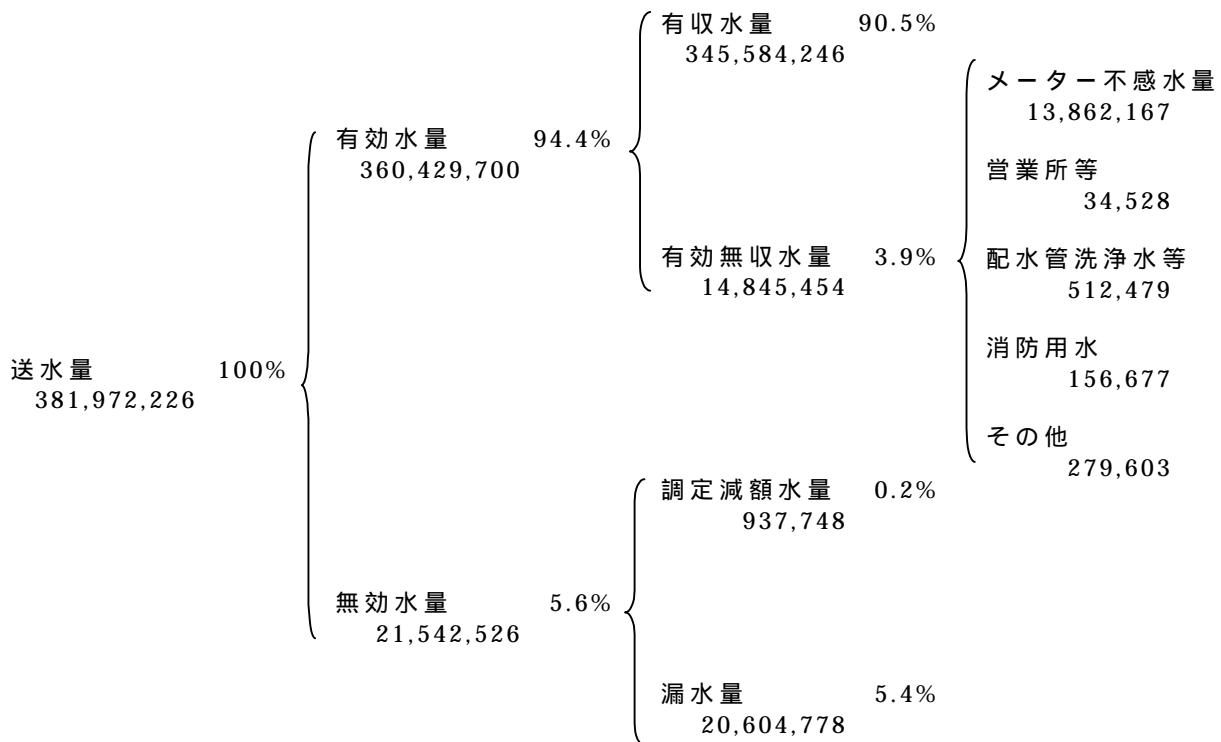 送水量 100%
381,972,226
有効水量 94.4%
360,429,700
有収水量 90.5%
345,584,246
有効無収水量 3.9%
14,845,454
メーター不感水量
13,862,167
営業所等
34,528
配水管洗浄水等
512,479
消防用水
156,677
その他
279,603
無効水量 5.6%
21,542,526
調定減額水量 0.2%
937,748
漏水量 5.4%
20,604,778